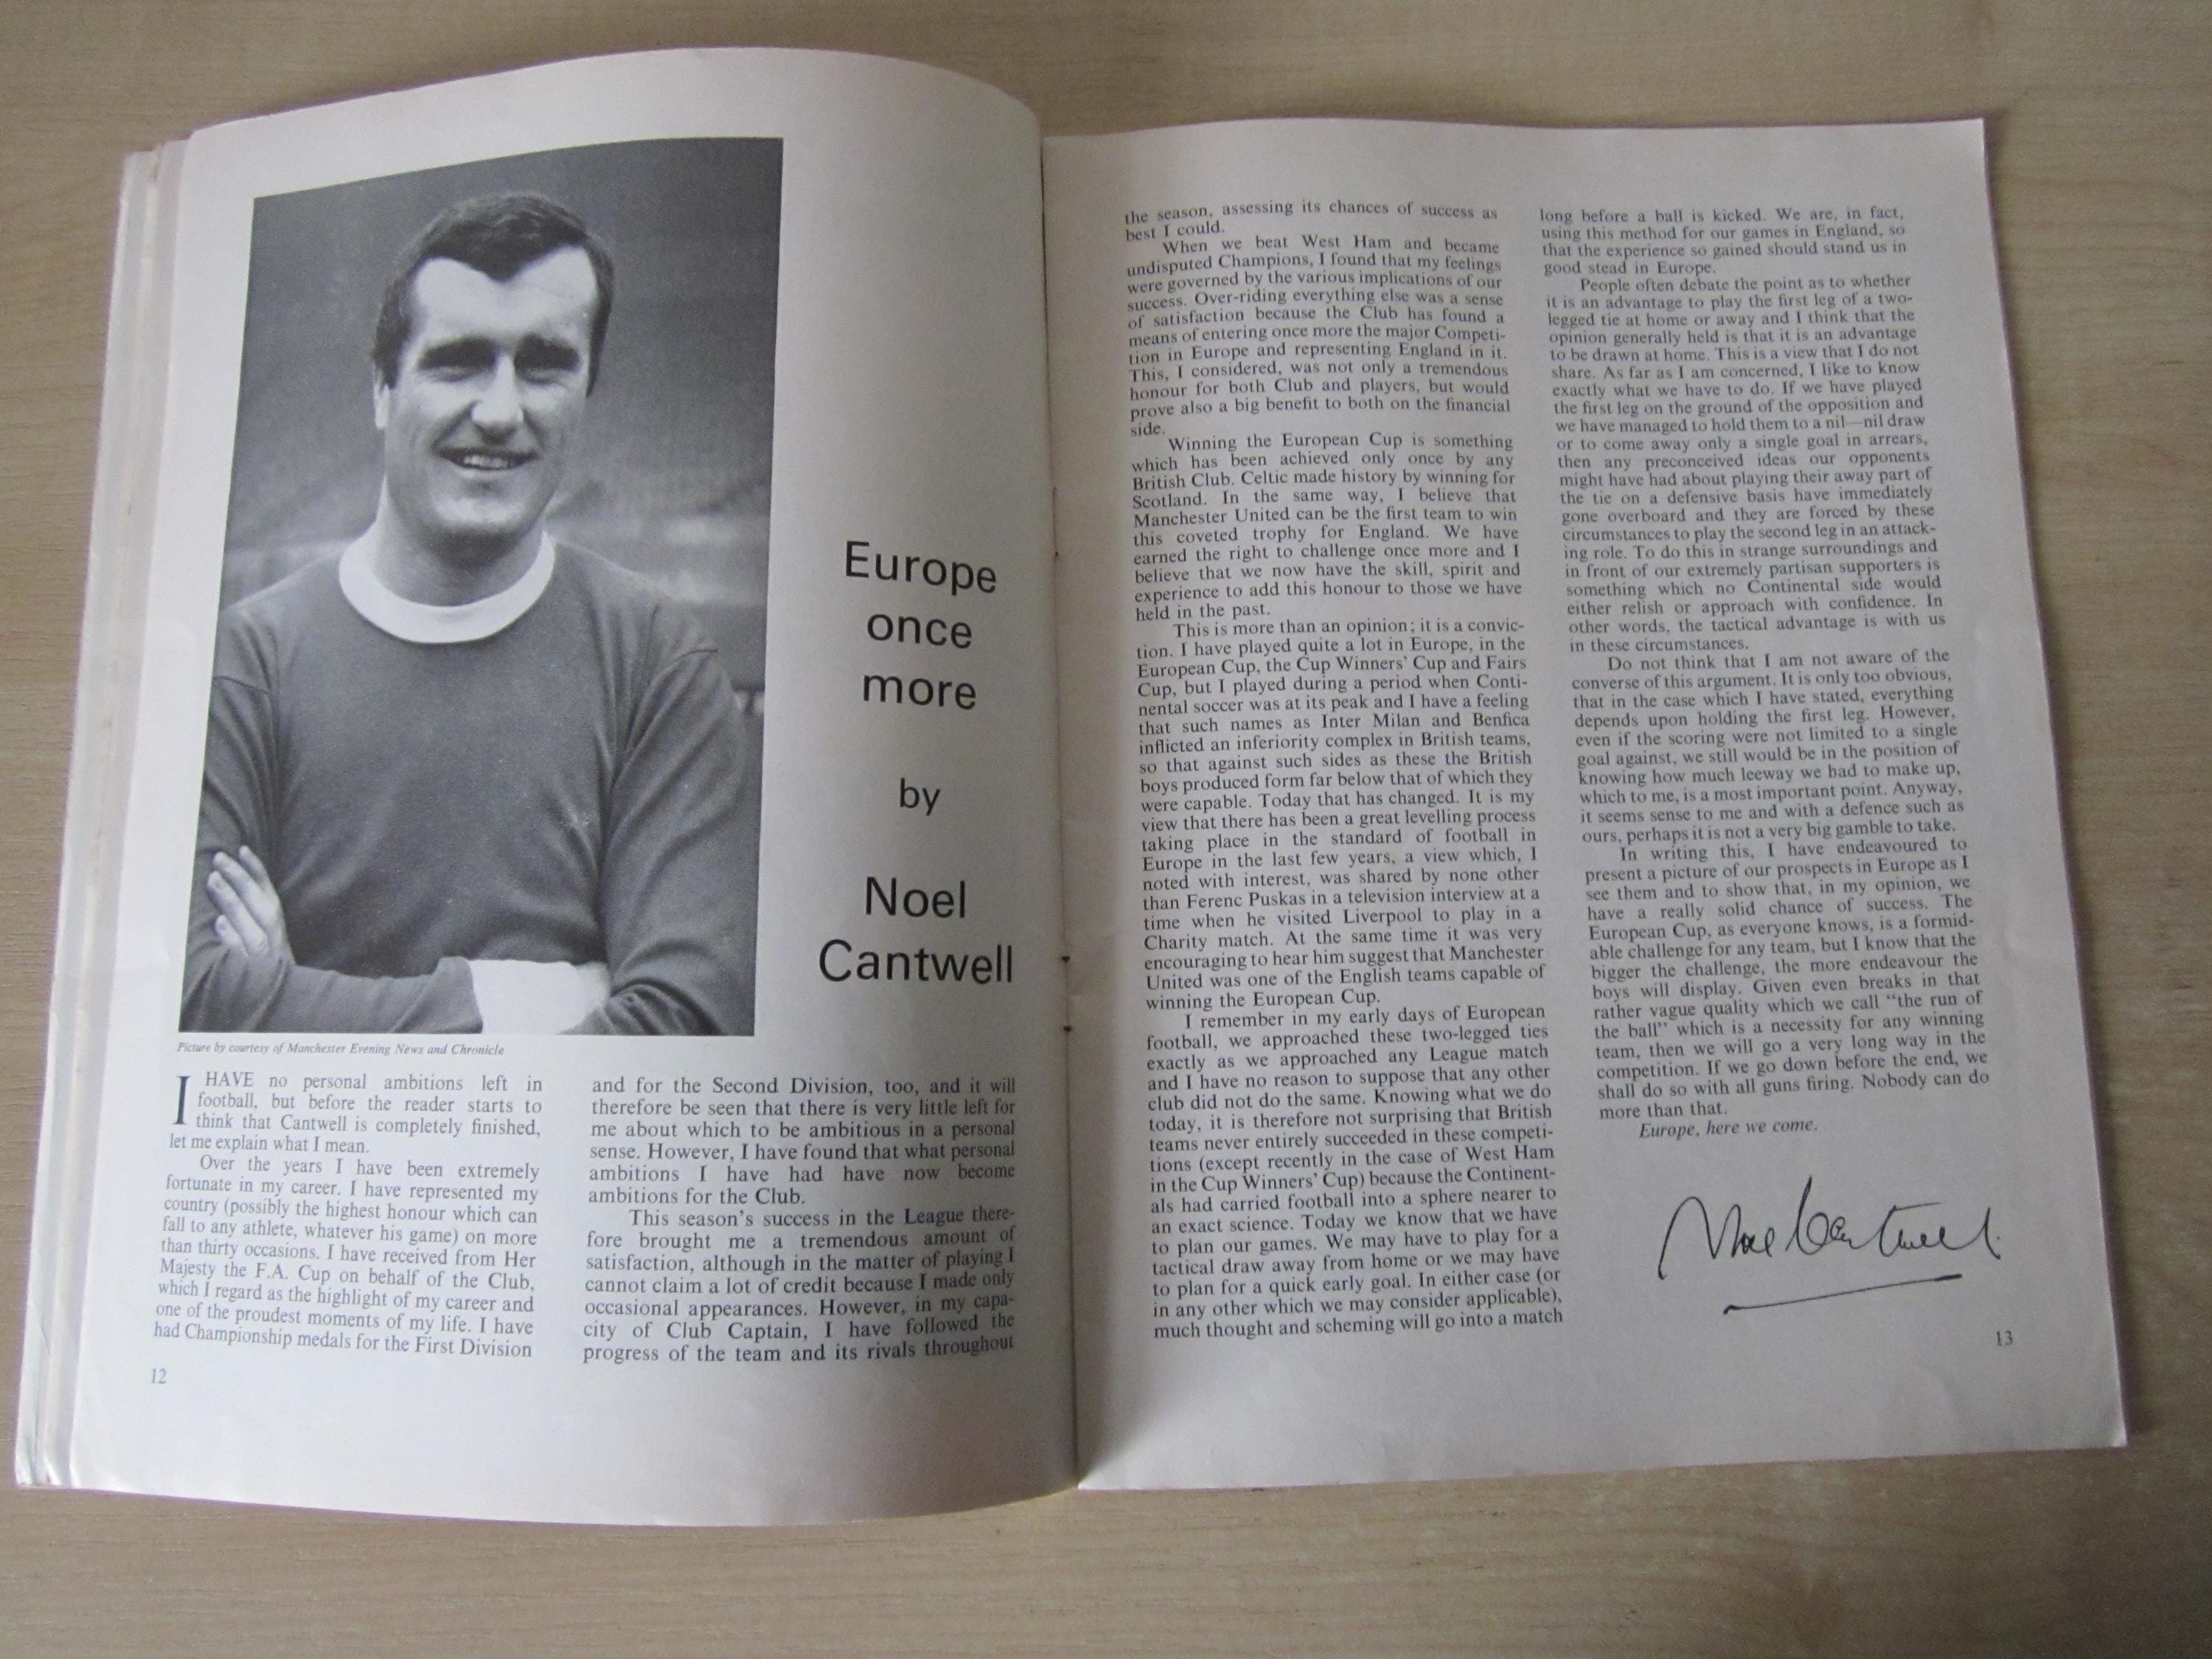 Europe
once
more
by
Noel
Cantwell
Picture by courtesy of Manchester Evening News and Chronicle
I HAVE no personal ambitions left in
football, but before the reader starts to
think that Cantwell is completely finished,
let me explain what I mean.
Over the years I have been extremely
fortunate in my career. I have represented my
country (possibly the highest honour which can
fall to any athlete, whatever his game) on more
than thirty occasions. I have received from Her
Majesty the F.A. Cup on behalf of the Club,
which I regard as the highlight of my career and
one of the proudest moments of my life. I have
had Championship medals for the First Division
and for the Second Division, too, and it will
therefore be seen that there is very little left for
me about which to be ambitious in a personal
sense. However, I have found that what personal
ambitions I have had have now become
ambitions for the Club.
This season's success in the League there-
fore brought me a tremendous amount of
satisfaction, although in the matter of playing I
cannot claim a lot of credit because I made only
occasional appearances. However, in my capa-
city of Club Captain, I have followed the
progress of the team and its rivals throughout
12
the season, assessing its chances of success as
best I could.
When we beat West Ham and became
undisputed Champions, I found that my feelings
were governed by the various implications of our
success. Over-riding everything else was a sense
of satisfaction because the Club has found a
means of entering once more the major Competi-
tion in Europe and representing England in it.
This, I considered, was not only a tremendous
honour for both Club and players, but would
prove also a big benefit to both on the financial
side.
Winning the European Cup is something
which has been achieved only once by any
British Club. Celtic made history by winning for
Scotland. In the same way, I believe that
Manchester United can be the first team to win
this coveted trophy for England. We have
earned the right to challenge once more and I
believe that we now have the skill, spirit and
experience to add this honour to those we have
held in the past.
This is more than an opinion; it is a convic-
tion. I have played quite a lot in Europe, in the
European Cup, the Cup Winners' Cup and Fairs
Cup, but I played during a period when Conti-
nental soccer was at its peak and I have a feeling
that such names as Inter Milan and Benfica
inflicted an inferiority complex in British teams,
so that against such sides as these the British
boys produced form far below that of which they
were capable. Today that has changed. It is my
view that there has been a great levelling process
taking place in the standard of football in
Europe in the last few years, a view which, I
noted with interest, was shared by none other
than Ferenc Puskas in a television interview at a
time when he visited Liverpool to play in a
Charity match. At the same time it was very
encouraging to hear him suggest that Manchester
United was one of the English teams capable of
winning the European Cup.
I remember in my early days of European
football, we approached these two-legged ties
exactly as we approached any League match
and I have no reason to suppose that any other
club did not do the same. Knowing what we do
today, it is therefore not surprising that British
teams never entirely succeeded in these competi-
tions (except recently in the case of West Ham
in the Cup Winners' Cup) because the Continent-
als had carried football into a sphere nearer to
an exact science. Today we know that we have
to plan our games. We may have to play for a
tactical draw away from home or we may have
to plan for a quick early goal. In either case (or
in any other which we may consider applicable),
much thought and scheming will go into a match
long before a ball is kicked. We are, in fact,
using this method for our games in England, so
that the experience so gained should stand us in
good stead in Europe.
People often debate the point as to whether
it is an advantage to play the first leg of a two-
legged tie at home or away and I think that the
opinion generally held is that it is an advantage
to be drawn at home. This is a view that I do not
share. As far as I am concerned, I like to know
exactly what we have to do. If we have played
the first leg on the ground of the opposition and
we have managed to hold them to a nil—nil draw
or to come away only a single goal in arrears,
then any preconceived ideas our opponents
might have had about playing their away part of
the tie on a defensive basis have immediately
gone overboard and they are forced by these
circumstances to play the second leg in an attack-
ing role. To do this in strange surroundings and
in front of our extremely partisan supporters is
something which no Continental side would
either relish or approach with confidence. In
other words, the tactical advantage is with us
in these circumstances.
Do not think that I am not aware of the
converse of this argument. It is only too obvious,
that in the case which I have stated, everything
depends upon holding the first leg. However,
even if the scoring were not limited to a single
goal against, we still would be in the position of
knowing how much leeway we had to make up,
which to me, is a most important point. Anyway,
it seems sense to me and with a defence such as
ours, perhaps it is not a very big gamble to take.
In writing this, I have endeavoured to
present a picture of our prospects in Europe as I
see them and to show that, in my opinion, we
have a really solid chance of success. The
European Cup, as everyone knows, is a formid-
able challenge for any team, but I know that the
bigger the challenge, the more endeavour the
boys will display. Given even breaks in that
rather vague quality which we call "the run of
the ball" which is a necessity for any winning
team, then we will go a very long way in the
competition. If we go down before the end, we
shall do so with all guns firing. Nobody can do
more than that.
Europe, here we come.
Noel Cantwell.
13